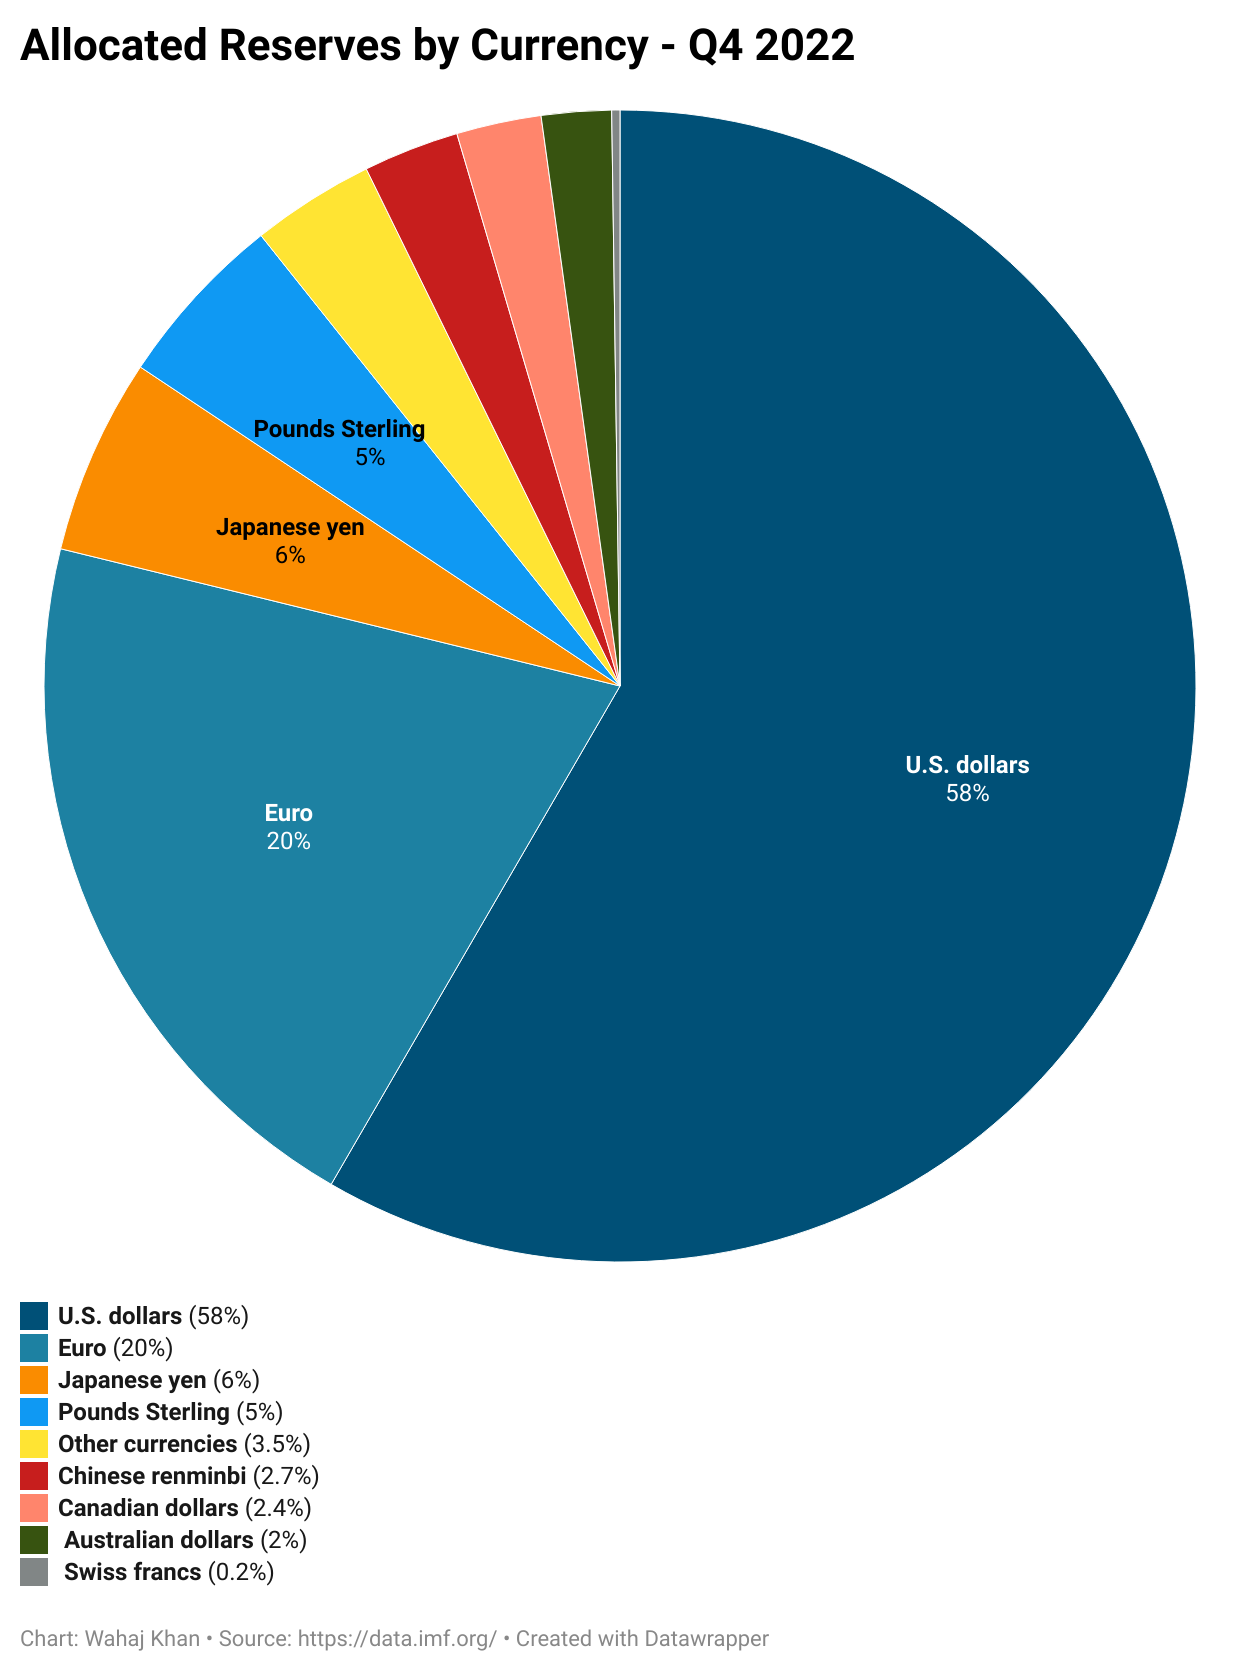 Allocated Reserves by Currency - Q4 2022
Pounds Sterling
5%
Japanese yen
6%
U.S. dollars
58%
Euro
20%
U.S. dollars (58%)
Euro (20%)
Japanese yen (6%)
Pounds Sterling (5%)
Other currencies (3.5%)
Chinese renminbi (2.7%)
Canadian dollars (2.4%)
Australian dollars (2%)
Swiss francs (0.2%)
Chart: Wahaj Khan • Source: https://data.imf.org/ • Created with Datawrapper